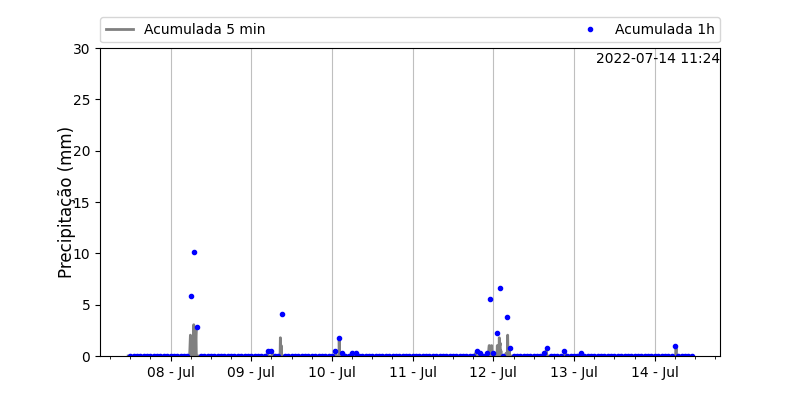 Acumulada 5 min
Acumulada 1h
2022-07-14 11:24
Precipitação (mm)
30
25
20
15
10
5
0
08 - Jul
09 - Jul
10 - Jul
11 - Jul
12 - Jul
13 - Jul
14 - Jul